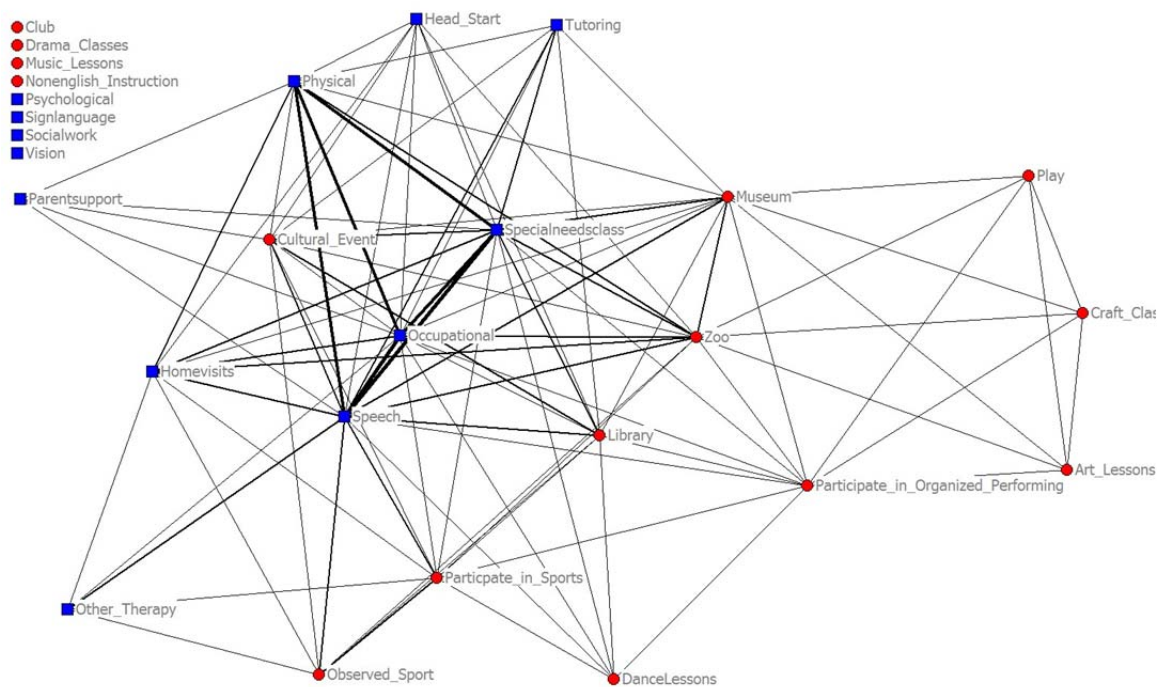 Club
Drama_Classes
Music_Lessons
Nonenglish_Instruction
Psychological
Signlanguage
Socialwork
Vision
Head_Start
Tutoring
Physical
Parentsupport
Museum
Play
Cultural_Event
Specialneedsclass
Craft_Clas
Occupational
Zoo
Homevisits
Speech
Library
Art_Lessons
Participate_in_Organized_Performing
Particpate_in_Sports
Other_Therapy
Observed_Sport
DanceLessons